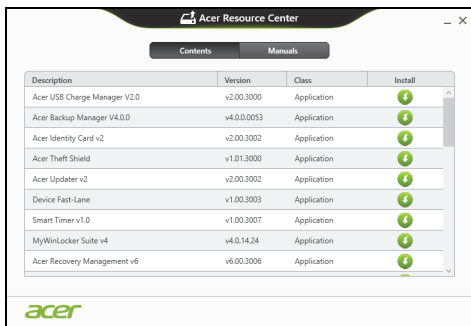 Acer Resource Center
Contents Manuals
Description Version Class Install
Acer USB Charge Manager V2.0 v2.00.3000 Application
Acer Backup Manager V4.0.0 v4.0.0.0053 Application
Acer Identity Card v2 v2.00.3002 Application
Acer Theft Shield v1.01.3000 Application
Acer Updater v2 v2.00.3002 Application
Device Fast-Lane v1.00.3003 Application
Smart Timer v1.0 v1.00.3007 Application
MyWinLocker Suite v4 v4.0.14.24 Application
Acer Recovery Management v6 v6.00.3006 Application
acer